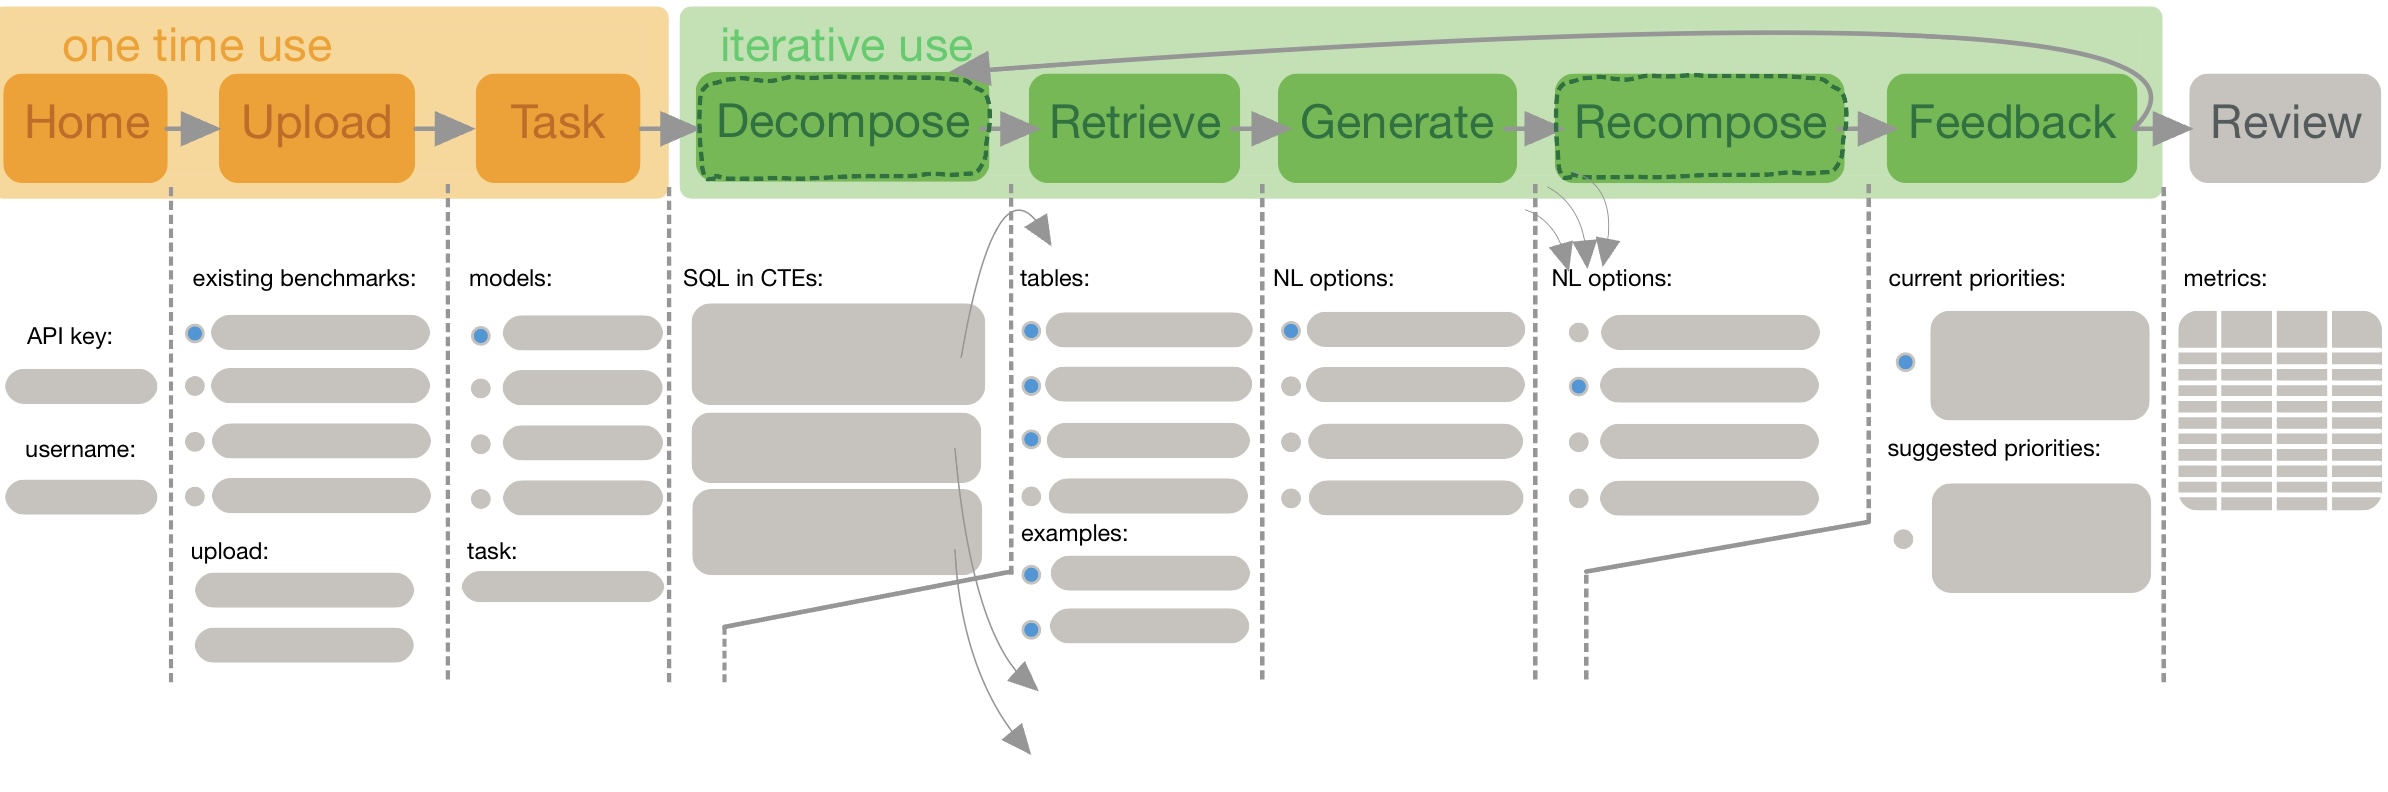 one time use
iterative use
Home
Upload
Task
Decompose
Retrieve
Generate
Recompose
Feedback
Review
API key:
username:
existing benchmarks:
upload:
models:
task:
SQL in CTEs:
tables:
examples:
NL options:
NL options:
current priorities:
suggested priorities:
metrics: